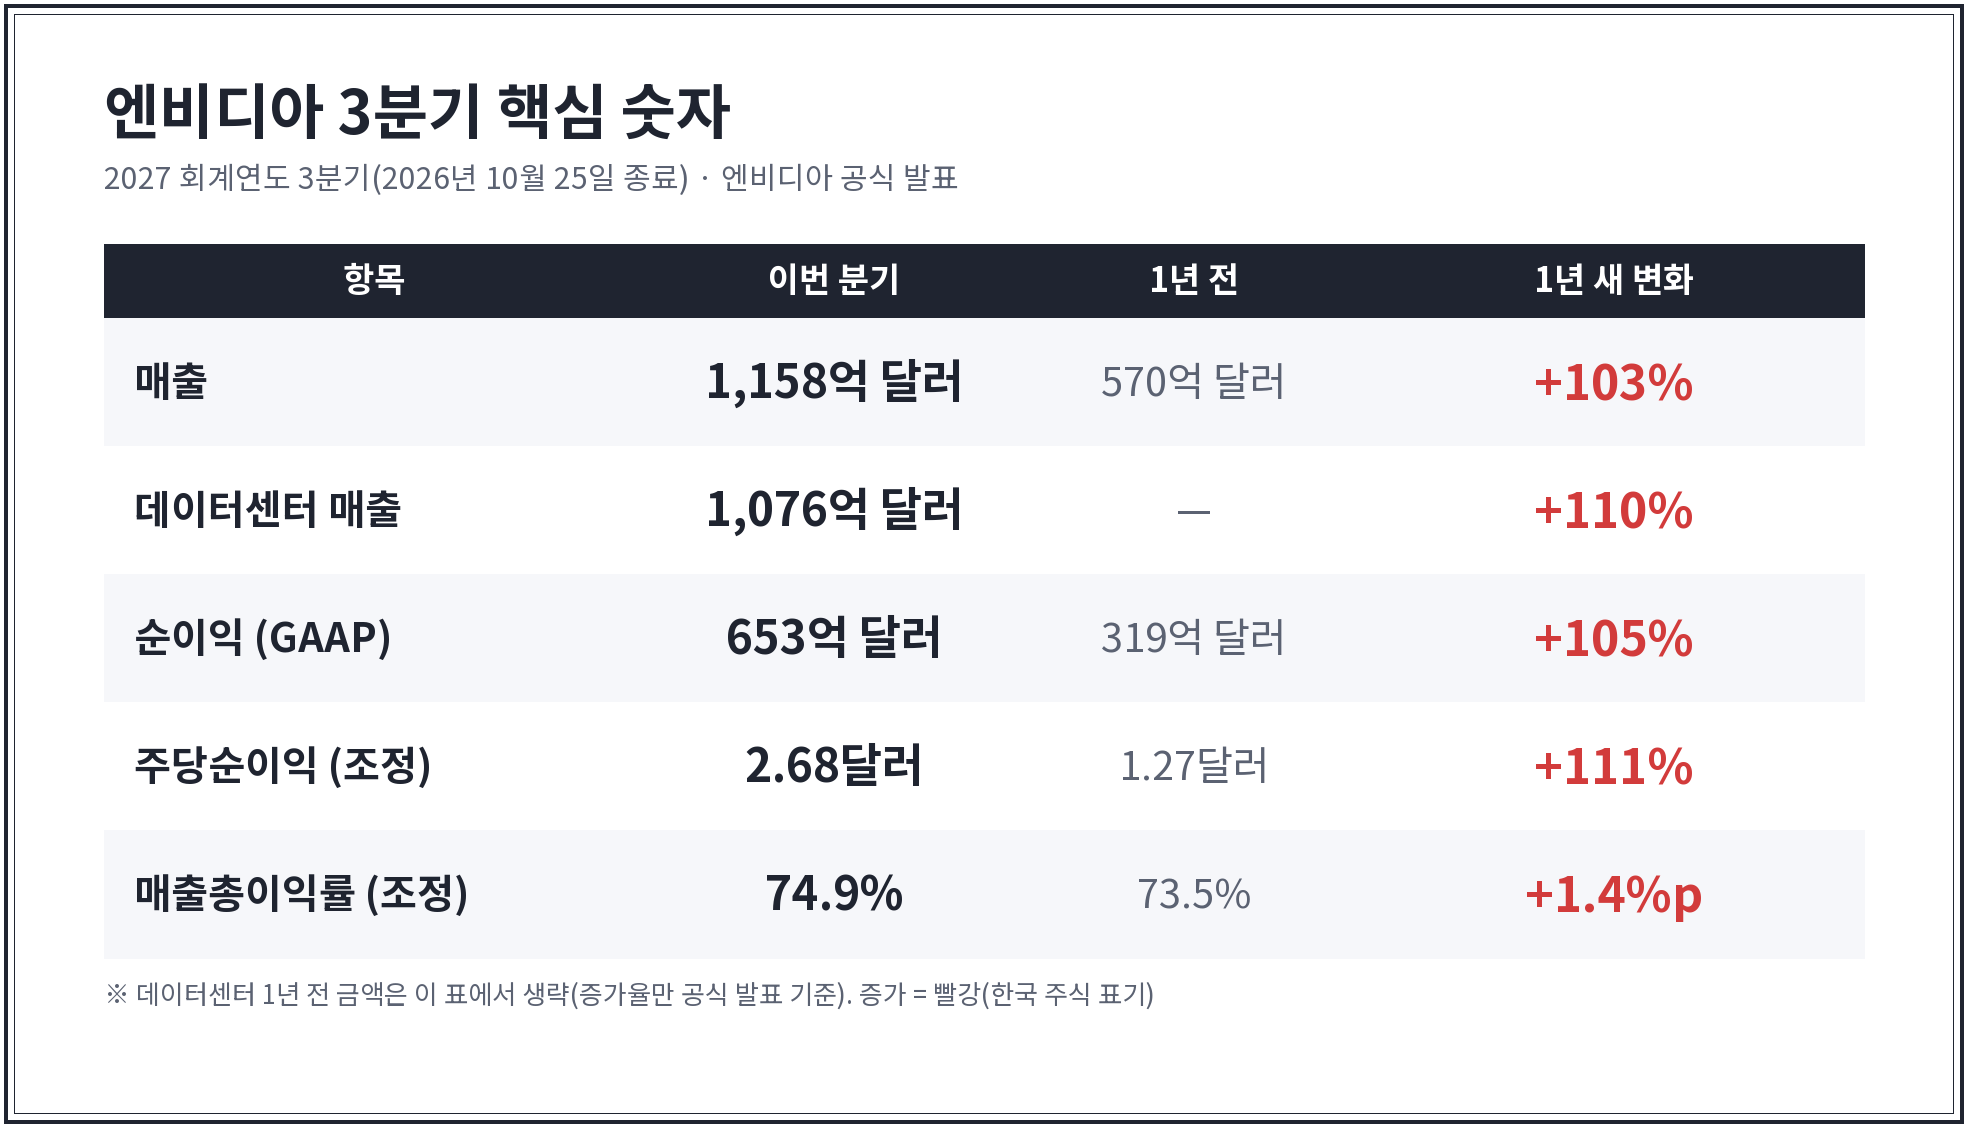 엔비디아 3분기 핵심 숫자
2027 회계연도 3분기(2026년 10월 25일 종료) · 엔비디아 공식 발표
항목 이번 분기 1년 전 1년 새 변화
매출 1,158억 달러 570억 달러 +103%
데이터센터 매출 1,076억 달러 — +110%
순이익 (GAAP) 653억 달러 319억 달러 +105%
주당순이익 (조정) 2.68달러 1.27달러 +111%
매출총이익률 (조정) 74.9% 73.5% +1.4%p
※ 데이터센터 1년 전 금액은 이 표에서 생략(증가율만 공식 발표 기준). 증가 = 빨강(한국 주식 표기)